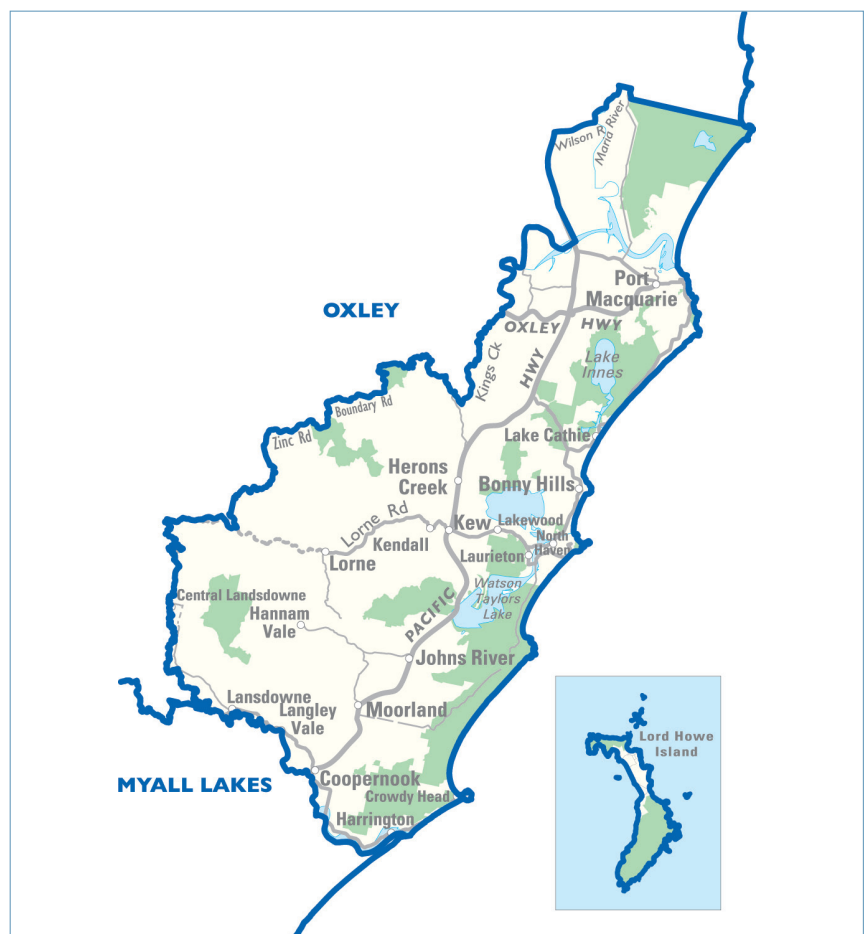 Wilson R
Maria River
Port
Macquarie
OXLEY
OXLEY
HWY
HWY
Kings Ck
Lake
Innes
Boundary Rd
Zinc Rd
Lake Cathie
Herons
Creek
Bonny Hills
Lorne Rd
Kew
Lakewood
Kendall
North
Haven
Laurieton
Lorne
Watson
Taylors
Lake
Central Landsdowne
Hannam
Vale
PACIFIC
Johns River
Lansdowne
Langley
Vale
Moorland
Lord Howe
Island
MYALL LAKES
Coopernook
Crowdy Head
Harrington